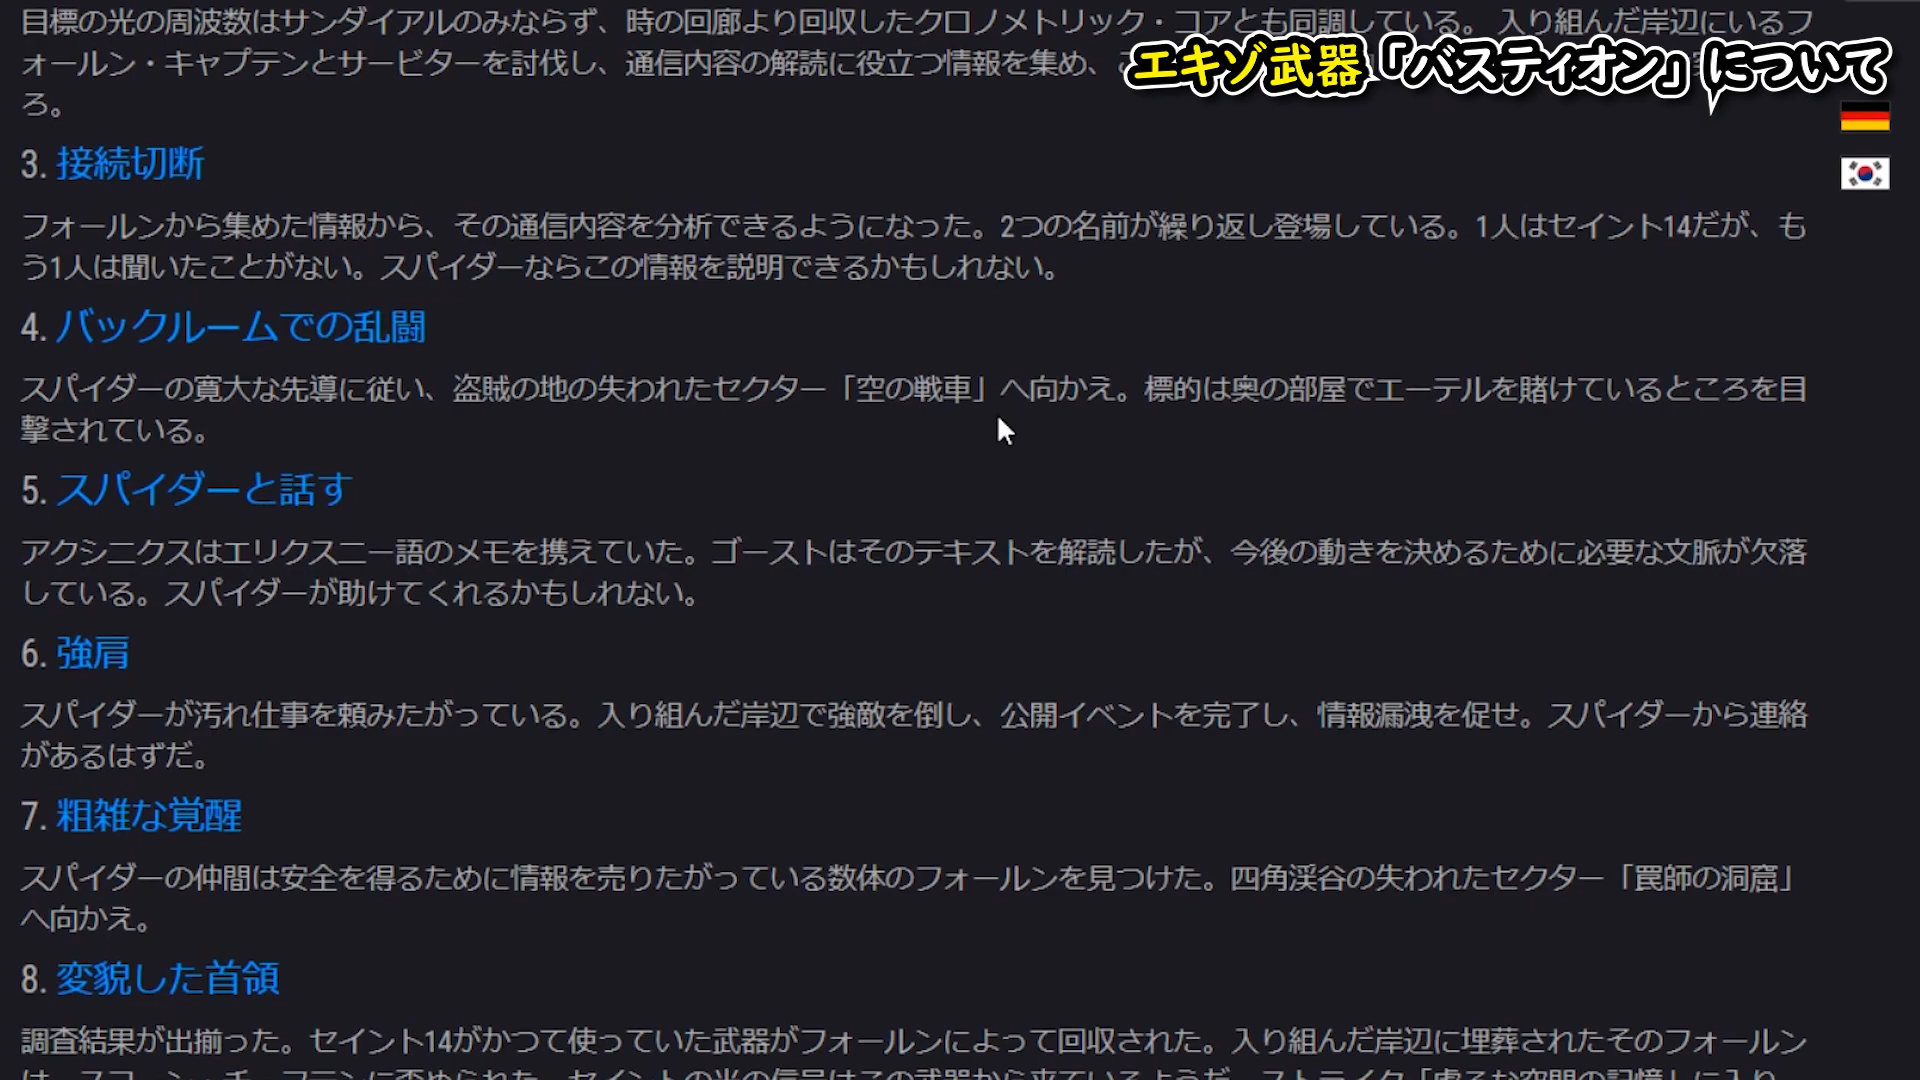 目標の光の周波数はサンダイアルのみならず、時の回廊より回収したクロノメトリック・コアとも同調している。 入り組んだ岸辺にいるフ
ォールン・キャプテンとサービターを討伐し、通信内容の解読に役立つ情報を集め、
ろ。
エキゾ武器「バスティオン」について
3. 接続切断
フォールンから集めた情報から、その通信内容を分析できるようになった。2つの名前が繰り返し登場している。1人はセイント14だが、も
う1人は聞いたことがない。スパイダーならこの情報を説明できるかもしれない。
4. バックルームでの乱闘
スパイダーの寛大な先導に従い、盗賊の地の失われたセクター「空の戦車」へ向かえ。標的は奥の部屋でエーテルを賭けているところを目
撃されている。
5. スパイダーと話す
アクシニクスはエリクスニー語のメモを携えていた。ゴーストはそのテキストを解読したが、今後の動きを決めるために必要な文脈が欠落
している。スパイダーが助けてくれるかもしれない。
6. 強肩
スパイダーが汚れ仕事を頼みたがっている。入り組んだ岸辺で強敵を倒し、公開イベントを完了し、情報漏洩を促せ。スパイダーから連絡
があるはずだ。
7. 粗雑な覚醒
スパイダーの仲間は安全を得るために情報を売りたがっている数体のフォールンを見つけた。四角渓谷の失われたセクター「罠師の洞窟」
へ向かえ。
8. 変貌した首領
調査結果が出揃った。セイント14がかつて使っていた武器がフォールンによって回収された。入り組んだ岸辺に埋葬されたそのフォールン